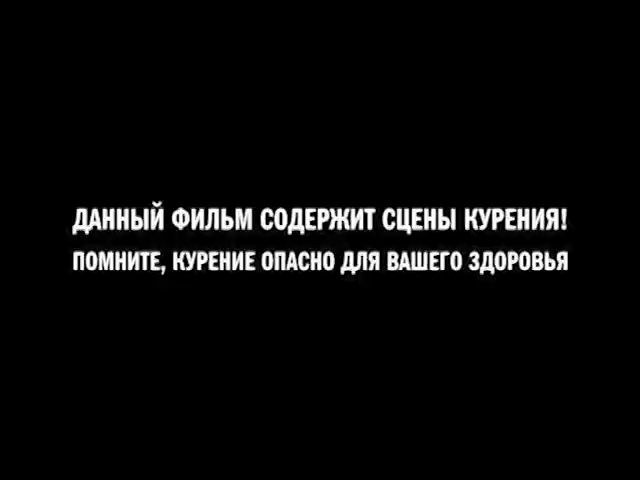 ДАННЫЙ ФИЛЬМ СОДЕРЖИТ СЦЕНЫ КУРЕНИЯ!
ПОМНИТЕ, КУРЕНИЕ ОПАСНО ДЛЯ ВАШЕГО ЗДОРОВЬЯ